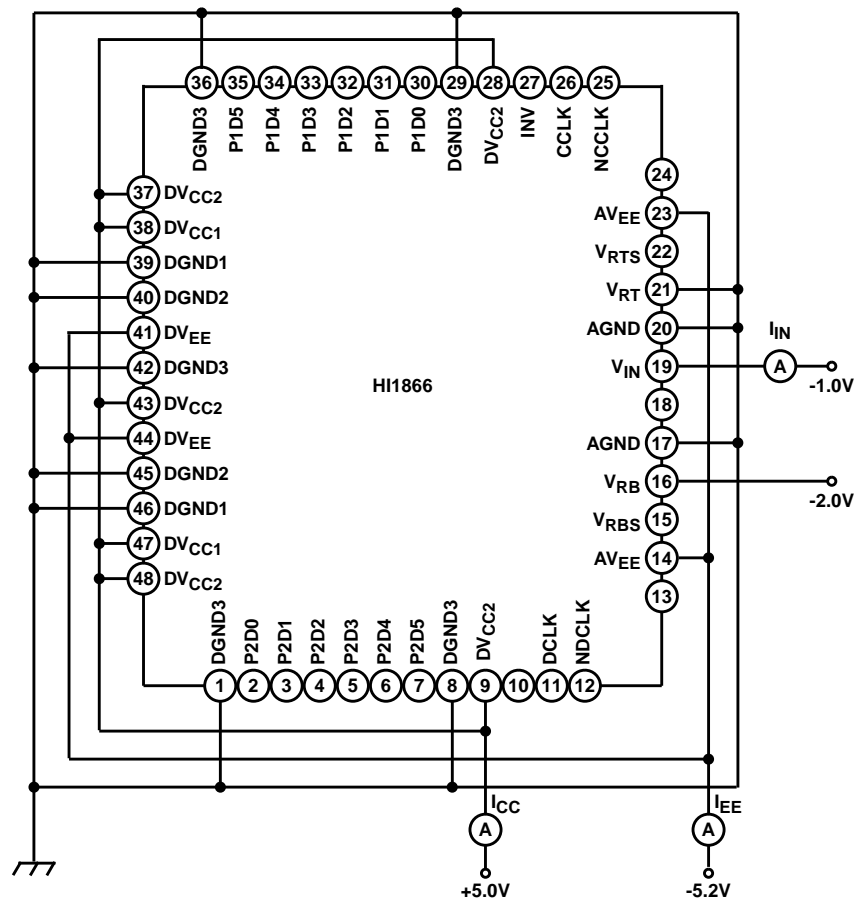 36 35 34 33 32 31 30 29 28 27 26 25
DGND3 P1D5 P1D4 P1D3 P1D2 P1D1 P1D0 DGND3 DVCC2 INV CCLK NCCLK
37 DVCC2
38 DVCC1
39 DGND1
40 DGND2
41 DVEE
42 DGND3
43 DVCC2
44 DVEE
45 DGND2
46 DGND1
47 DVCC1
48 DVCC2
HI1866
24
AVEE 23
VRTS 22
VRT 21
AGND 20
VIN 19
18
AGND 17
VRB 16
VRBS 15
AVEE 14
13
IIN
A
-1.0V
-2.0V
DGND3 P2D0 P2D1 P2D2 P2D3 P2D4 P2D5 DGND3 DVCC2 DCLK NDCLK
1 2 3 4 5 6 7 8 9 10 11 12
ICC
A
+5.0V
IEE
A
-5.2V